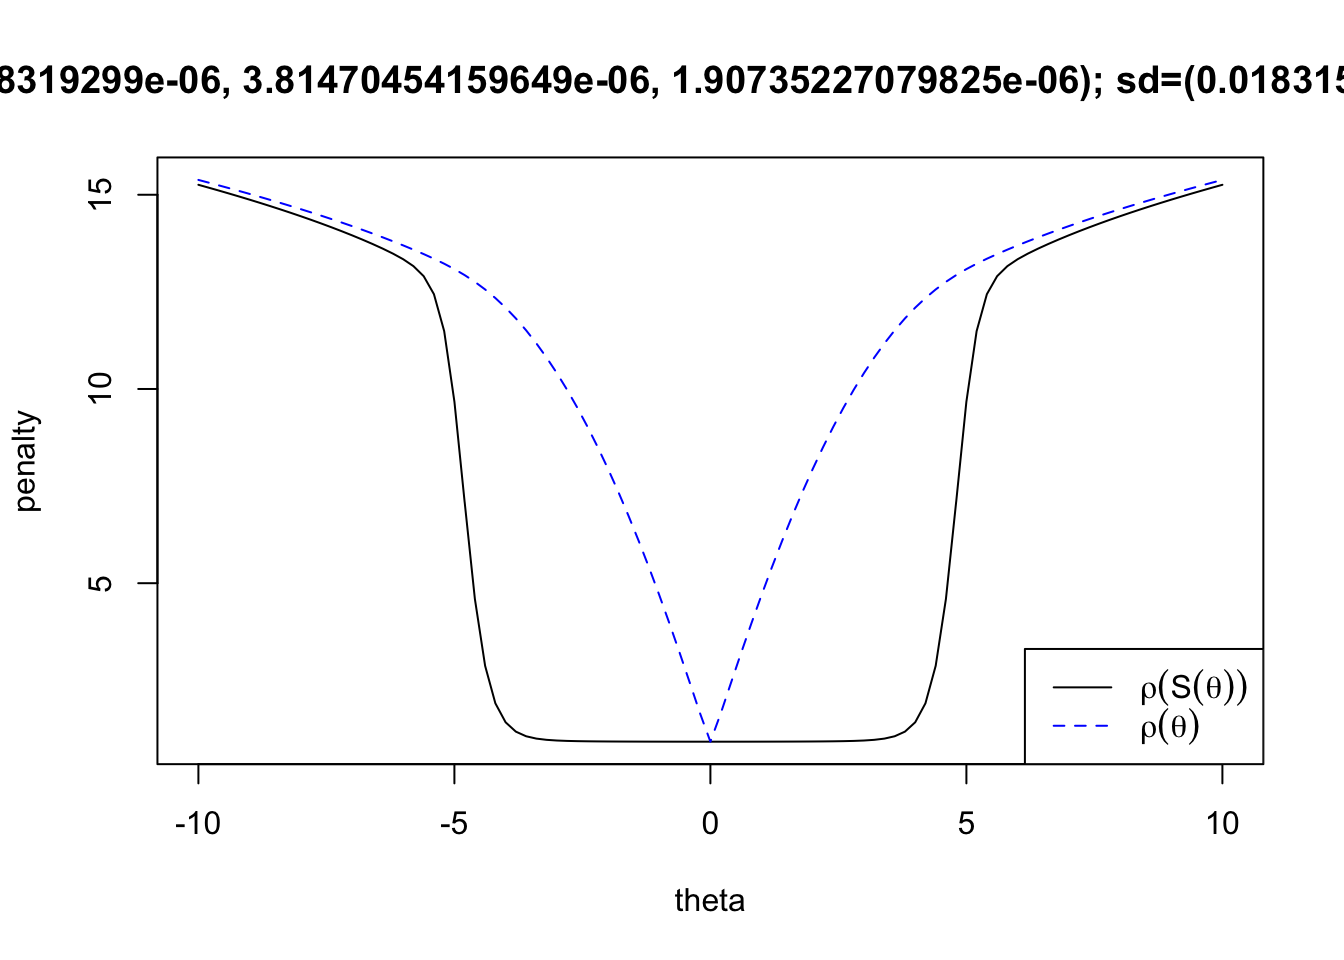 8319299e-06, 3.81470454159649e-06, 1.90735227079825e-06); sd=(0.018315
15
10
5
penalty
-10 -5 0 5 10
theta
ρ(S(θ))
ρ(θ)